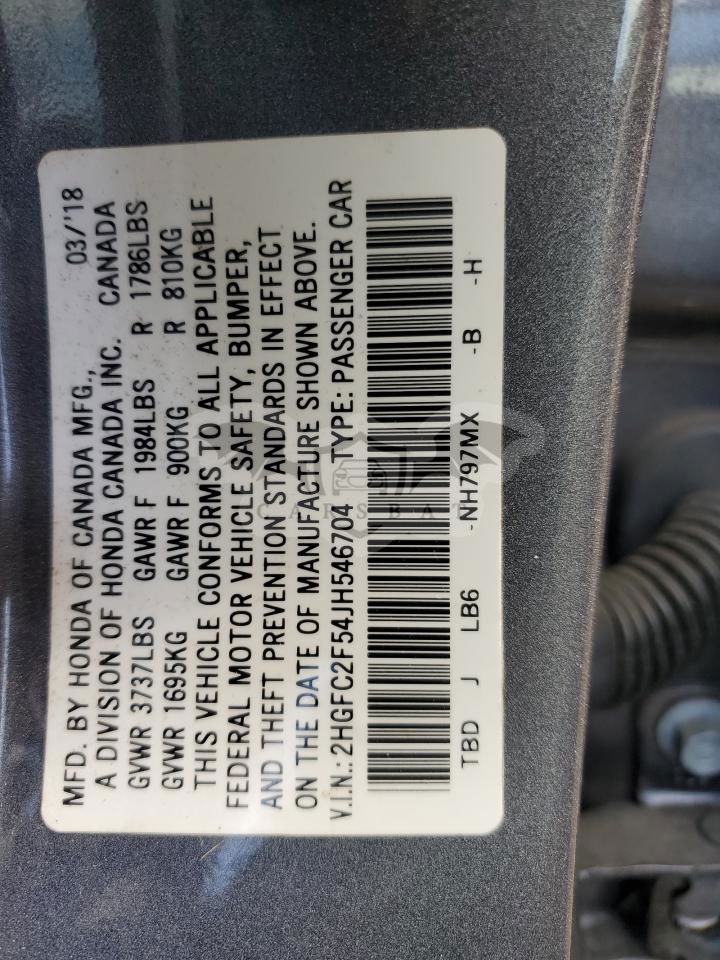 MFD. BY HONDA OF CANADA MFG., 03/'18
A DIVISION OF HONDA CANADA INC. CANADA
GVWR 3737LBS GAWR F 1984LBS R 1786LBS
GVWR 1695KG GAWR F 900KG R 810KG
THIS VEHICLE CONFORMS TO ALL APPLICABLE
FEDERAL MOTOR VEHICLE SAFETY, BUMPER,
AND THEFT PREVENTION STANDARDS IN EFFECT
ON THE DATE OF MANUFACTURE SHOWN ABOVE.
V.I.N.: 2HGFC2F54JH546704 TYPE: PASSENGER CAR
TBD J LB6 -NH797MX -B -H
CARSBAT